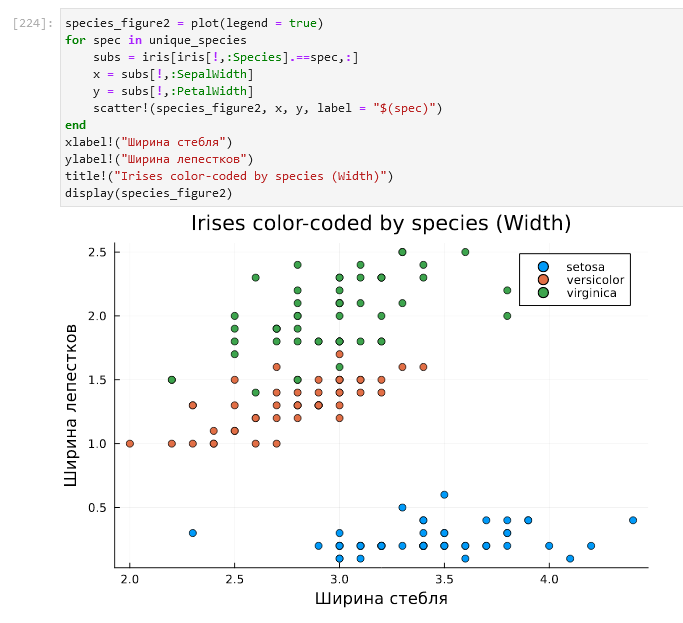 [224]:
species_figure2 = plot(legend = true)
for spec in unique_species
    subs = iris[iris[!,:Species].==spec,:]
    x = subs[!,:SepalWidth]
    y = subs[!,:PetalWidth]
    scatter!(species_figure2, x, y, label = "$(spec)")
end
xlabel!("Ширина стебля")
ylabel!("Ширина лепестков")
title!("Irises color-coded by species (Width)")
display(species_figure2)
Irises color-coded by species (Width)
setosa
versicolor
virginica
Ширина лепестков
2.5
2.0
1.5
1.0
0.5
2.0 2.5 3.0 3.5 4.0
Ширина стебля